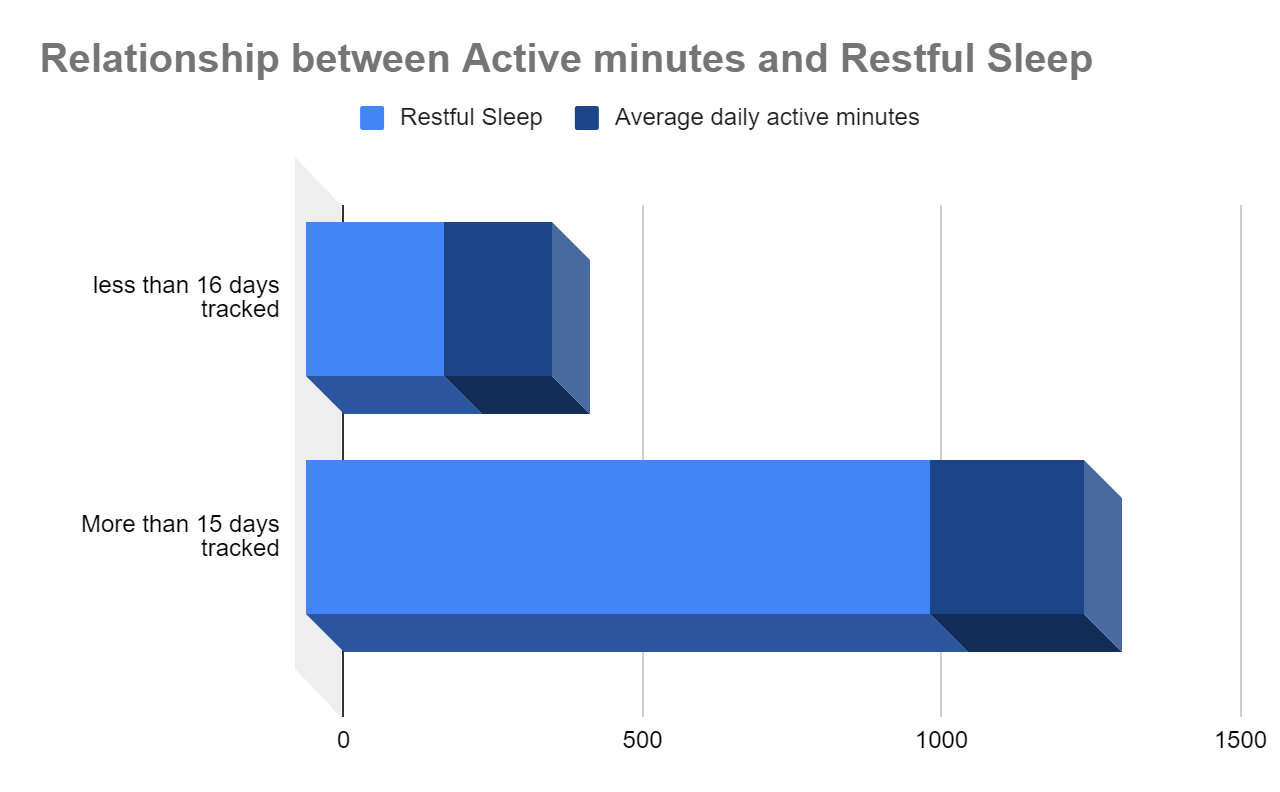 Relationship between Active minutes and Restful Sleep
Restful Sleep Average daily active minutes
less than 16 days
tracked
More than 15 days
tracked
0 500 1000 1500